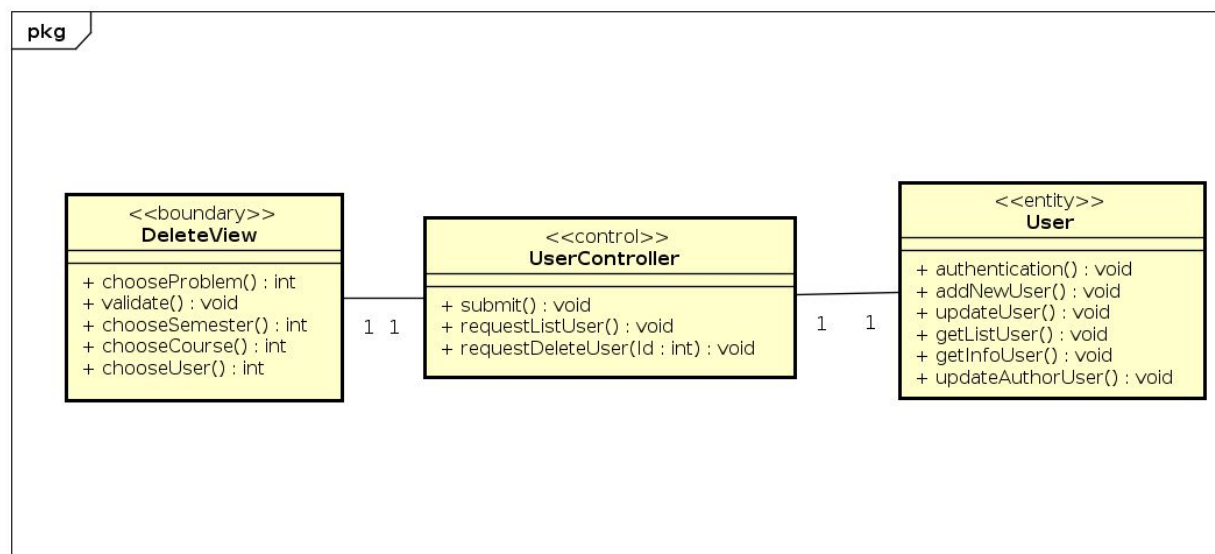 pkg
<<boundary>>
DeleteView
+ chooseProblem() : int
+ validate() : void
+ chooseSemester() : int
+ chooseCourse() : int
+ chooseUser() : int
1 1
<<control>>
UserController
+ submit() : void
+ requestListUser() : void
+ requestDeleteUser(Id : int) : void
1 1
<<entity>>
User
+ authentication() : void
+ addNewUser() : void
+ updateUser() : void
+ getListUser() : void
+ getInfoUser() : void
+ updateAuthorUser() : void